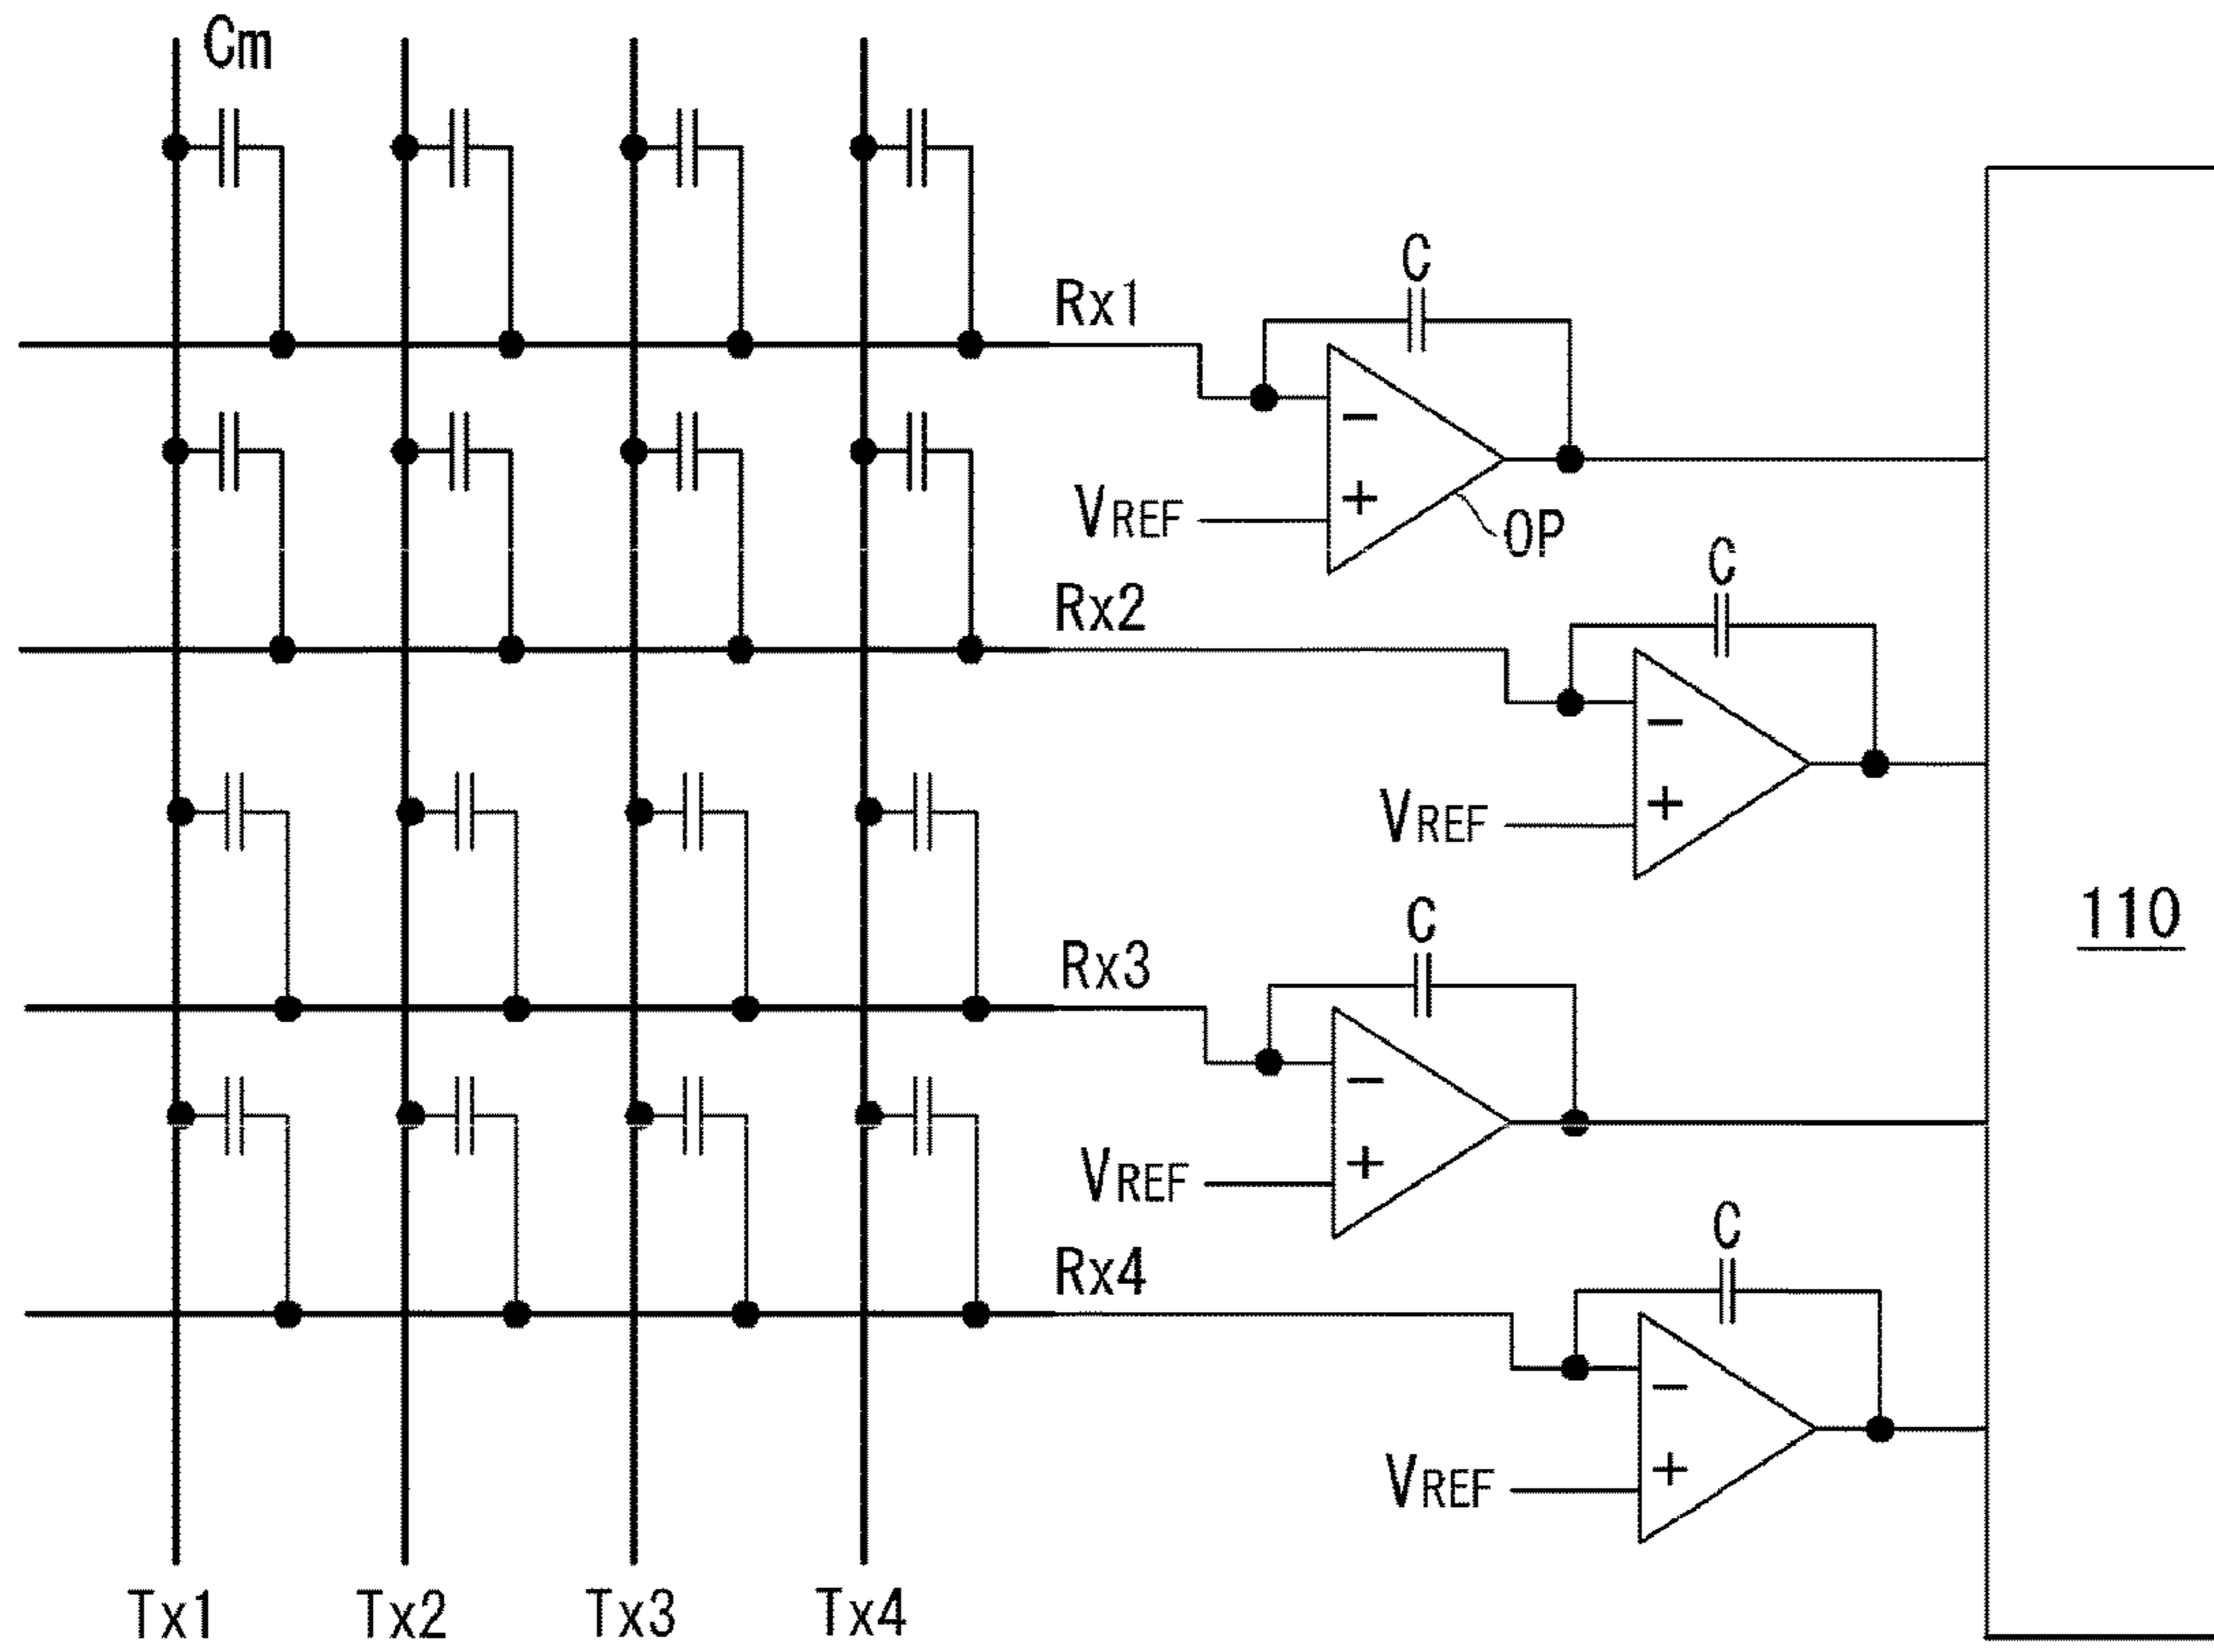 Cm
C
Rx1
−
+
VREF
OP
C
Rx2
−
+
VREF
110
C
Rx3
−
+
VREF
C
Rx4
−
+
VREF
Tx1 Tx2 Tx3 Tx4